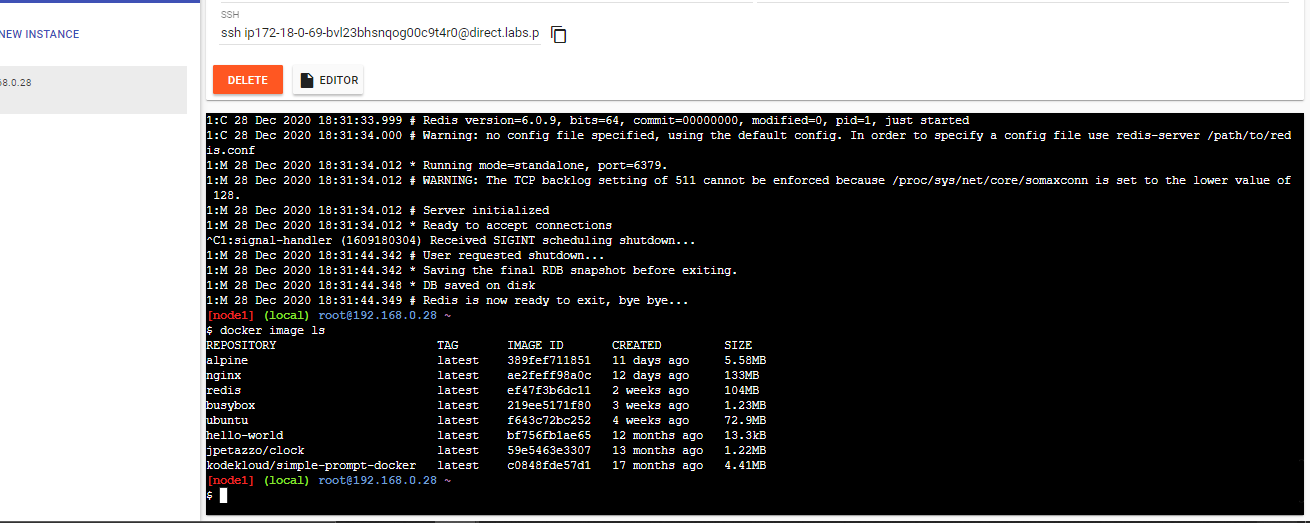 NEW INSTANCE
68.0.28
SSH
ssh ip172-18-0-69-bvl23bhsnqog00c9t4r0@direct.labs.p
DELETE
EDITOR
1:C 28 Dec 2020 18:31:33.999 # Redis version=6.0.9, bits=64, commit=00000000, modified=0, pid=1, just started
1:C 28 Dec 2020 18:31:34.000 # Warning: no config file specified, using the default config. In order to specify a config file use redis-server /path/to/red
is.conf
1:M 28 Dec 2020 18:31:34.012 * Running mode=standalone, port=6379.
1:M 28 Dec 2020 18:31:34.012 # WARNING: The TCP backlog setting of 511 cannot be enforced because /proc/sys/net/core/somaxconn is set to the lower value of
128.
1:M 28 Dec 2020 18:31:34.012 # Server initialized
1:M 28 Dec 2020 18:31:34.012 * Ready to accept connections
^C1:signal-handler (1609180304) Received SIGINT scheduling shutdown...
1:M 28 Dec 2020 18:31:44.342 # User requested shutdown...
1:M 28 Dec 2020 18:31:44.342 * Saving the final RDB snapshot before exiting.
1:M 28 Dec 2020 18:31:44.348 * DB saved on disk
1:M 28 Dec 2020 18:31:44.349 # Redis is now ready to exit, bye bye...
[node1] (local) root@192.168.0.28 ~
$ docker image ls
REPOSITORY TAG IMAGE ID CREATED SIZE
alpine latest 389fef711851 11 days ago 5.58MB
nginx latest ae2feff98a0c 12 days ago 133MB
redis latest ef47f3b6dc11 2 weeks ago 104MB
busybox latest 219ee5171f80 3 weeks ago 1.23MB
ubuntu latest f643c72bc252 4 weeks ago 72.9MB
hello-world latest bf756fb1ae65 12 months ago 13.3kB
jpetazzo/clock latest 59e5463e3307 13 months ago 1.22MB
kodekloud/simple-prompt-docker latest c0848fde57d1 17 months ago 4.41MB
[node1] (local) root@192.168.0.28 ~
$